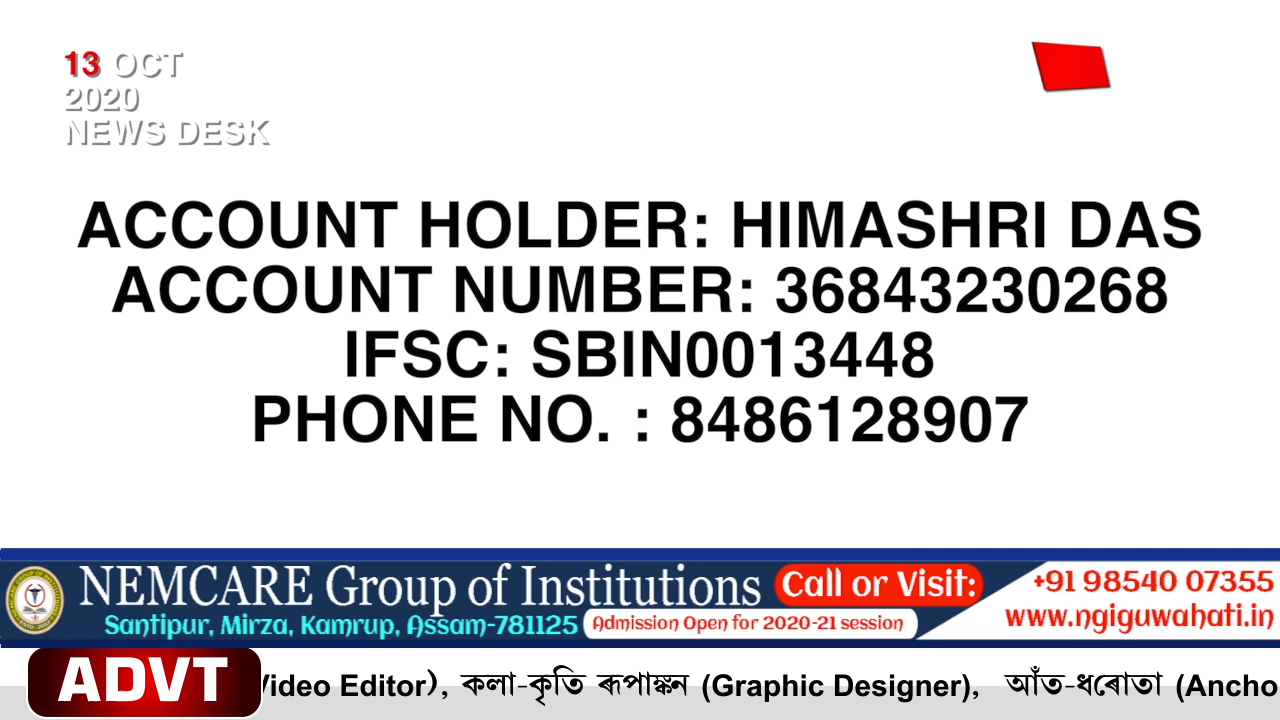 13 OCT
2020
NEWS DESK
ACCOUNT HOLDER: HIMASHRI DAS
ACCOUNT NUMBER: 36843230268
IFSC: SBIN0013448
PHONE NO. : 8486128907
NEMCARE Group of Institutions
Santipur, Mirza, Kamrup, Assam-781125
Admission Open for 2020-21 session
Call or Visit:
+91 98540 07355
www.ngiguwahati.in
ADVT
Video Editor), কলা-কৃতি ৰূপাঙ্কন (Graphic Designer), আঁত-ধৰোতা (Ancho